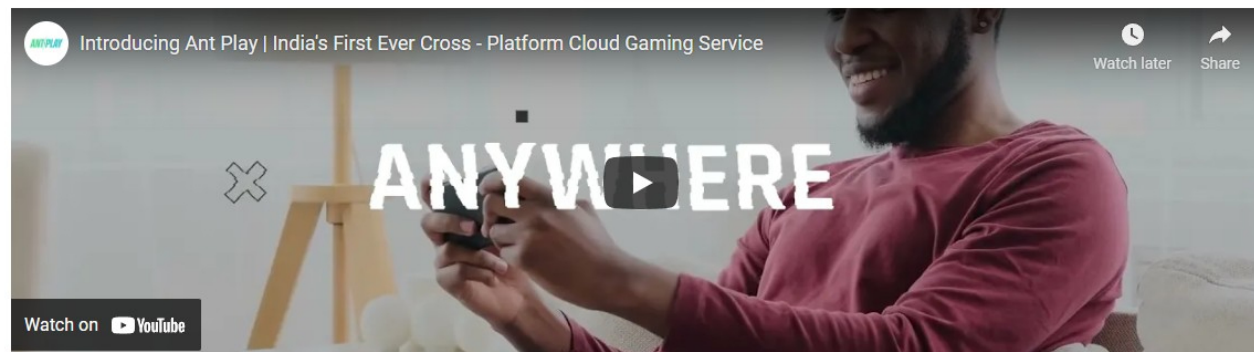 ANTPLAY
Introducing Ant Play | India's First Ever Cross - Platform Cloud Gaming Service
Watch later
Share
ANYWHERE
Watch on YouTube